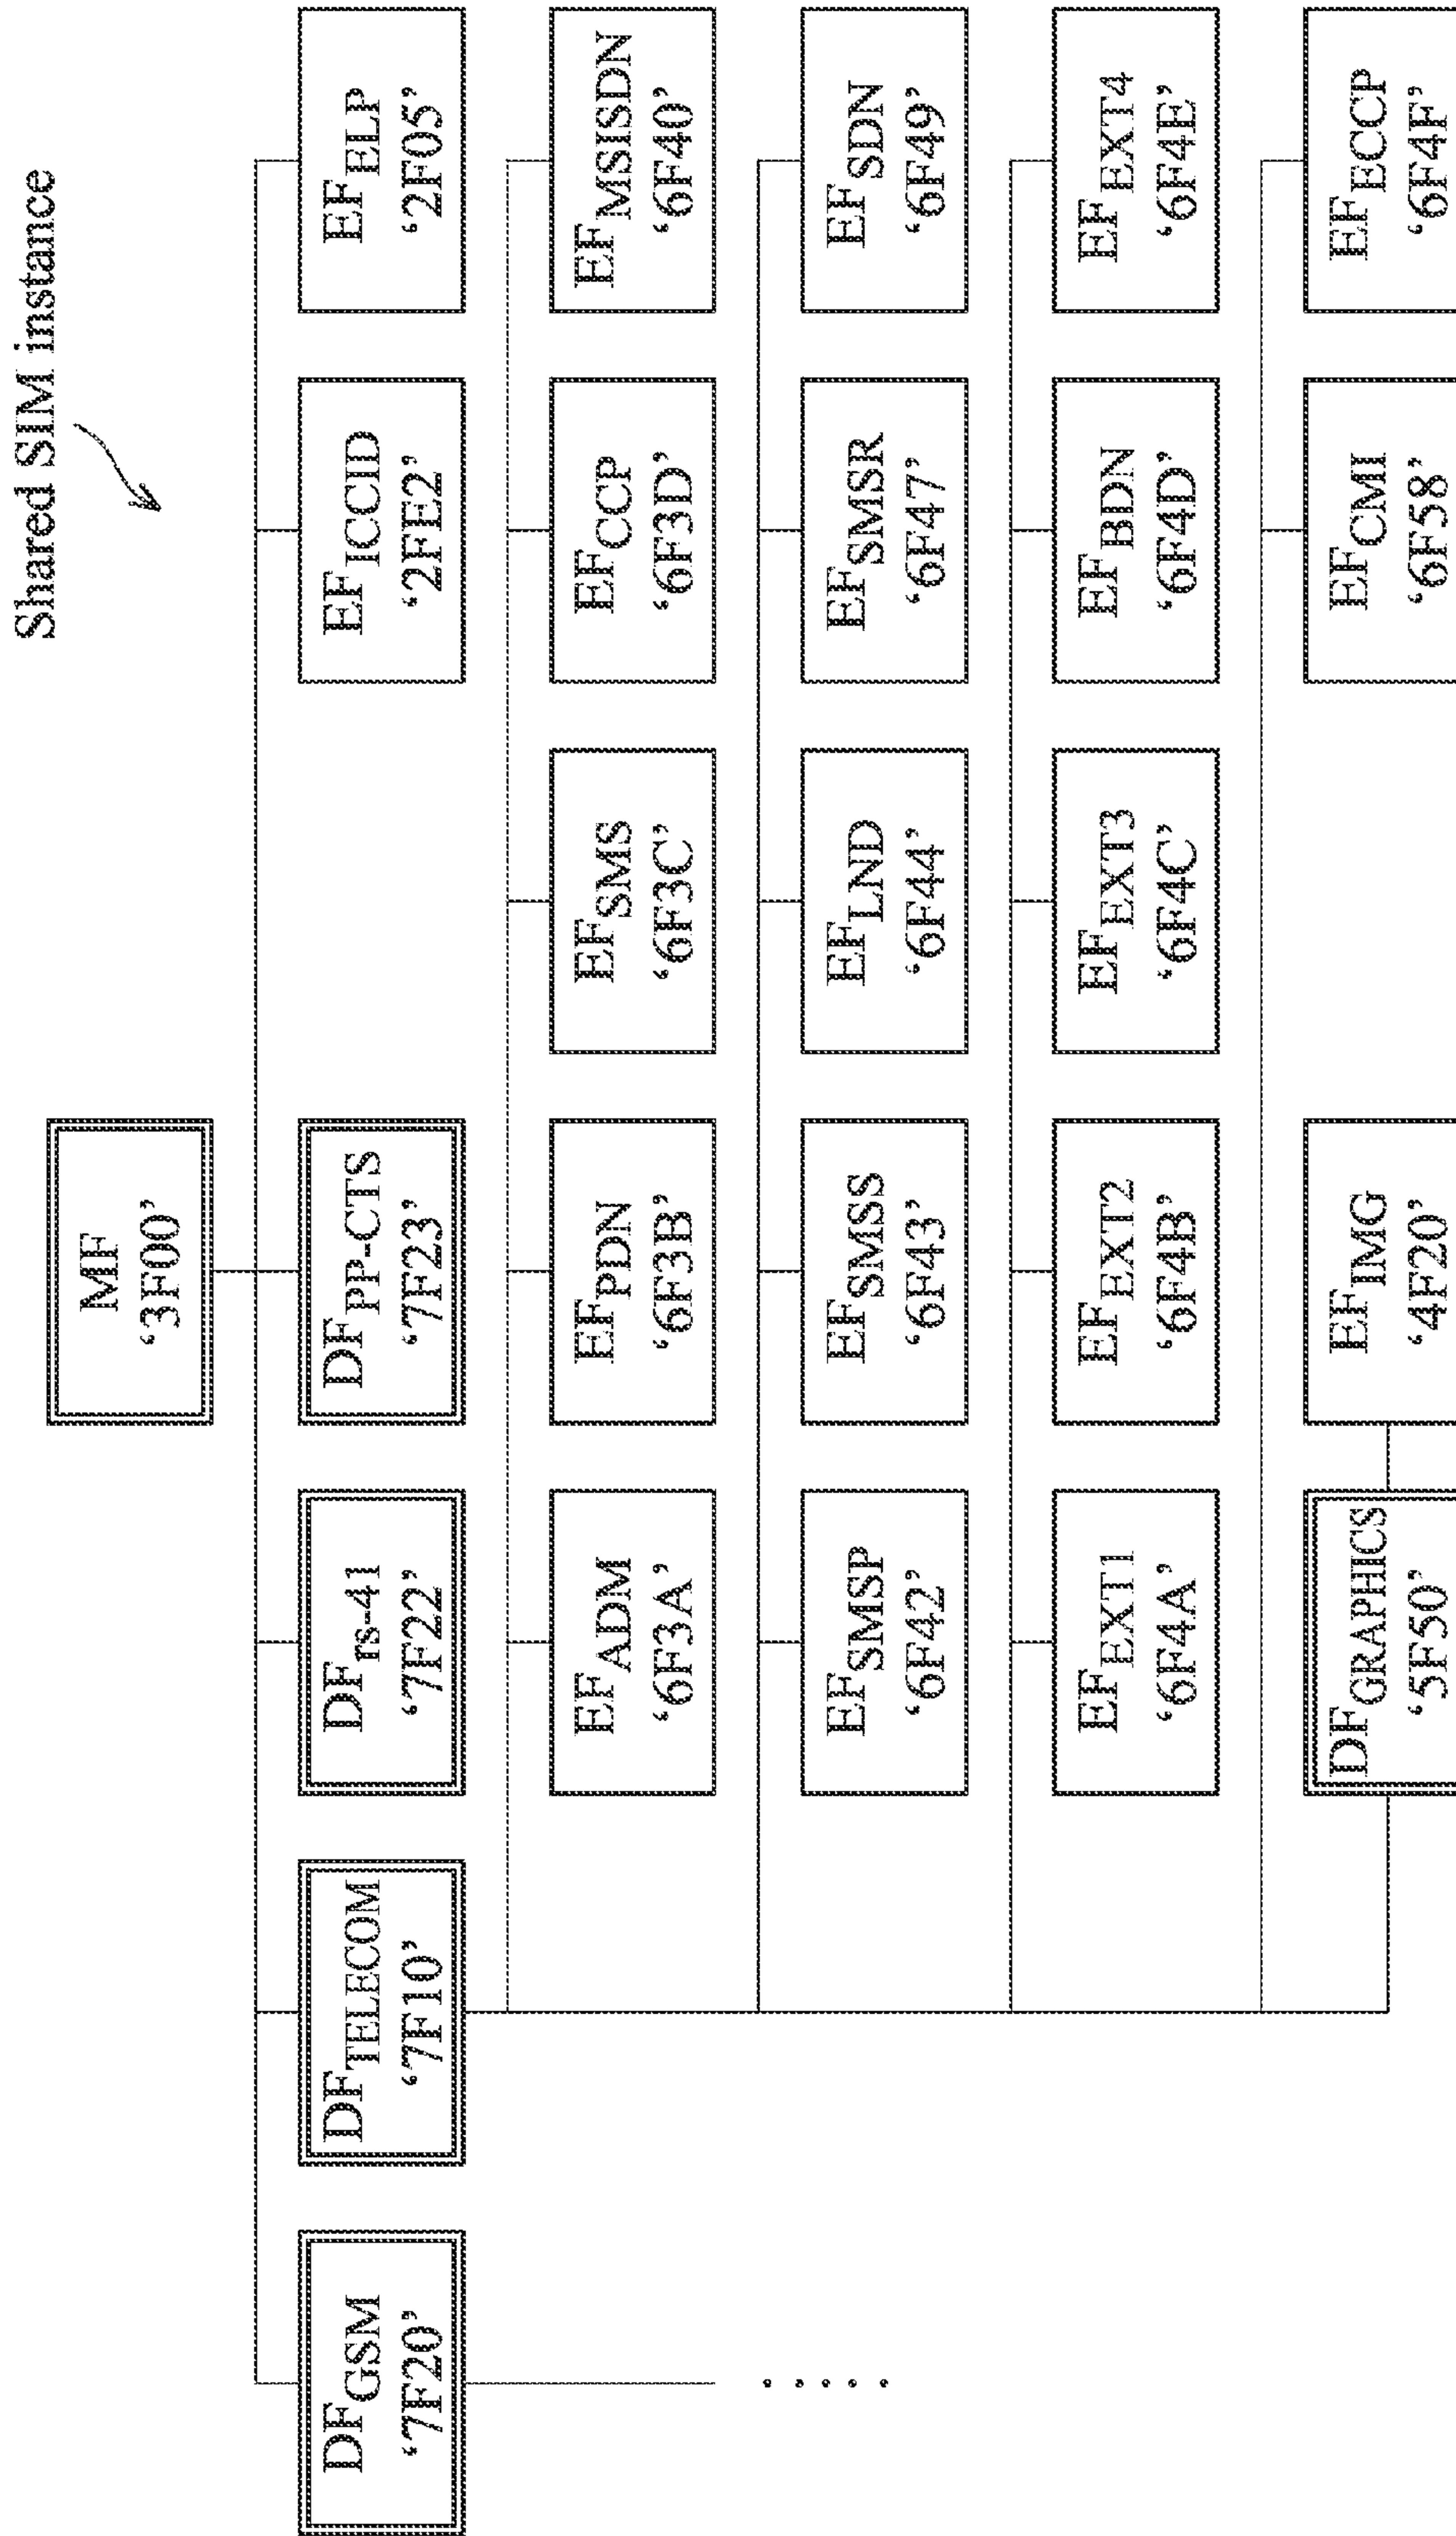 Shared SIM instance
MF
‘3F00’
DFGSM
‘7F20’
DFTELECOM
‘7F10’
DFrs-41
‘7F22’
DFPP-CTS
‘7F23’
EFICCID
‘2FE2’
EFELP
‘2F05’
EFADM
‘6F3A’
EFPDN
‘6F3B’
EFSMS
‘6F3C’
EFCCP
‘6F3D’
EFMSISDN
‘6F40’
EFSMSP
‘6F42’
EFSMSS
‘6F43’
EFLND
‘6F44’
EFSMSR
‘6F47’
EFSDN
‘6F49’
EFEXT1
‘6F4A’
EFEXT2
‘6F4B’
EFEXT3
‘6F4C’
EFBDN
‘6F4D’
EFEXT4
‘6F4E’
DFGRAPHICS
‘5F50’
EFIMG
‘4F20’
EFCMI
‘6F58’
EFECCP
‘6F4F’